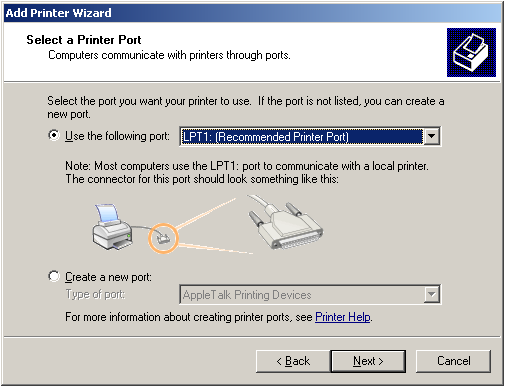 Add Printer Wizard
Select a Printer Port
Computers communicate with printers through ports.
Select the port you want your printer to use.  If the port is not listed, you can create a
new port.
Use the following port: LPT1: (Recommended Printer Port)
Note: Most computers use the LPT1: port to communicate with a local printer.
The connector for this port should look something like this:
Create a new port:
Type of port: AppleTalk Printing Devices
For more information about creating printer ports, see Printer Help.
< Back Next > Cancel